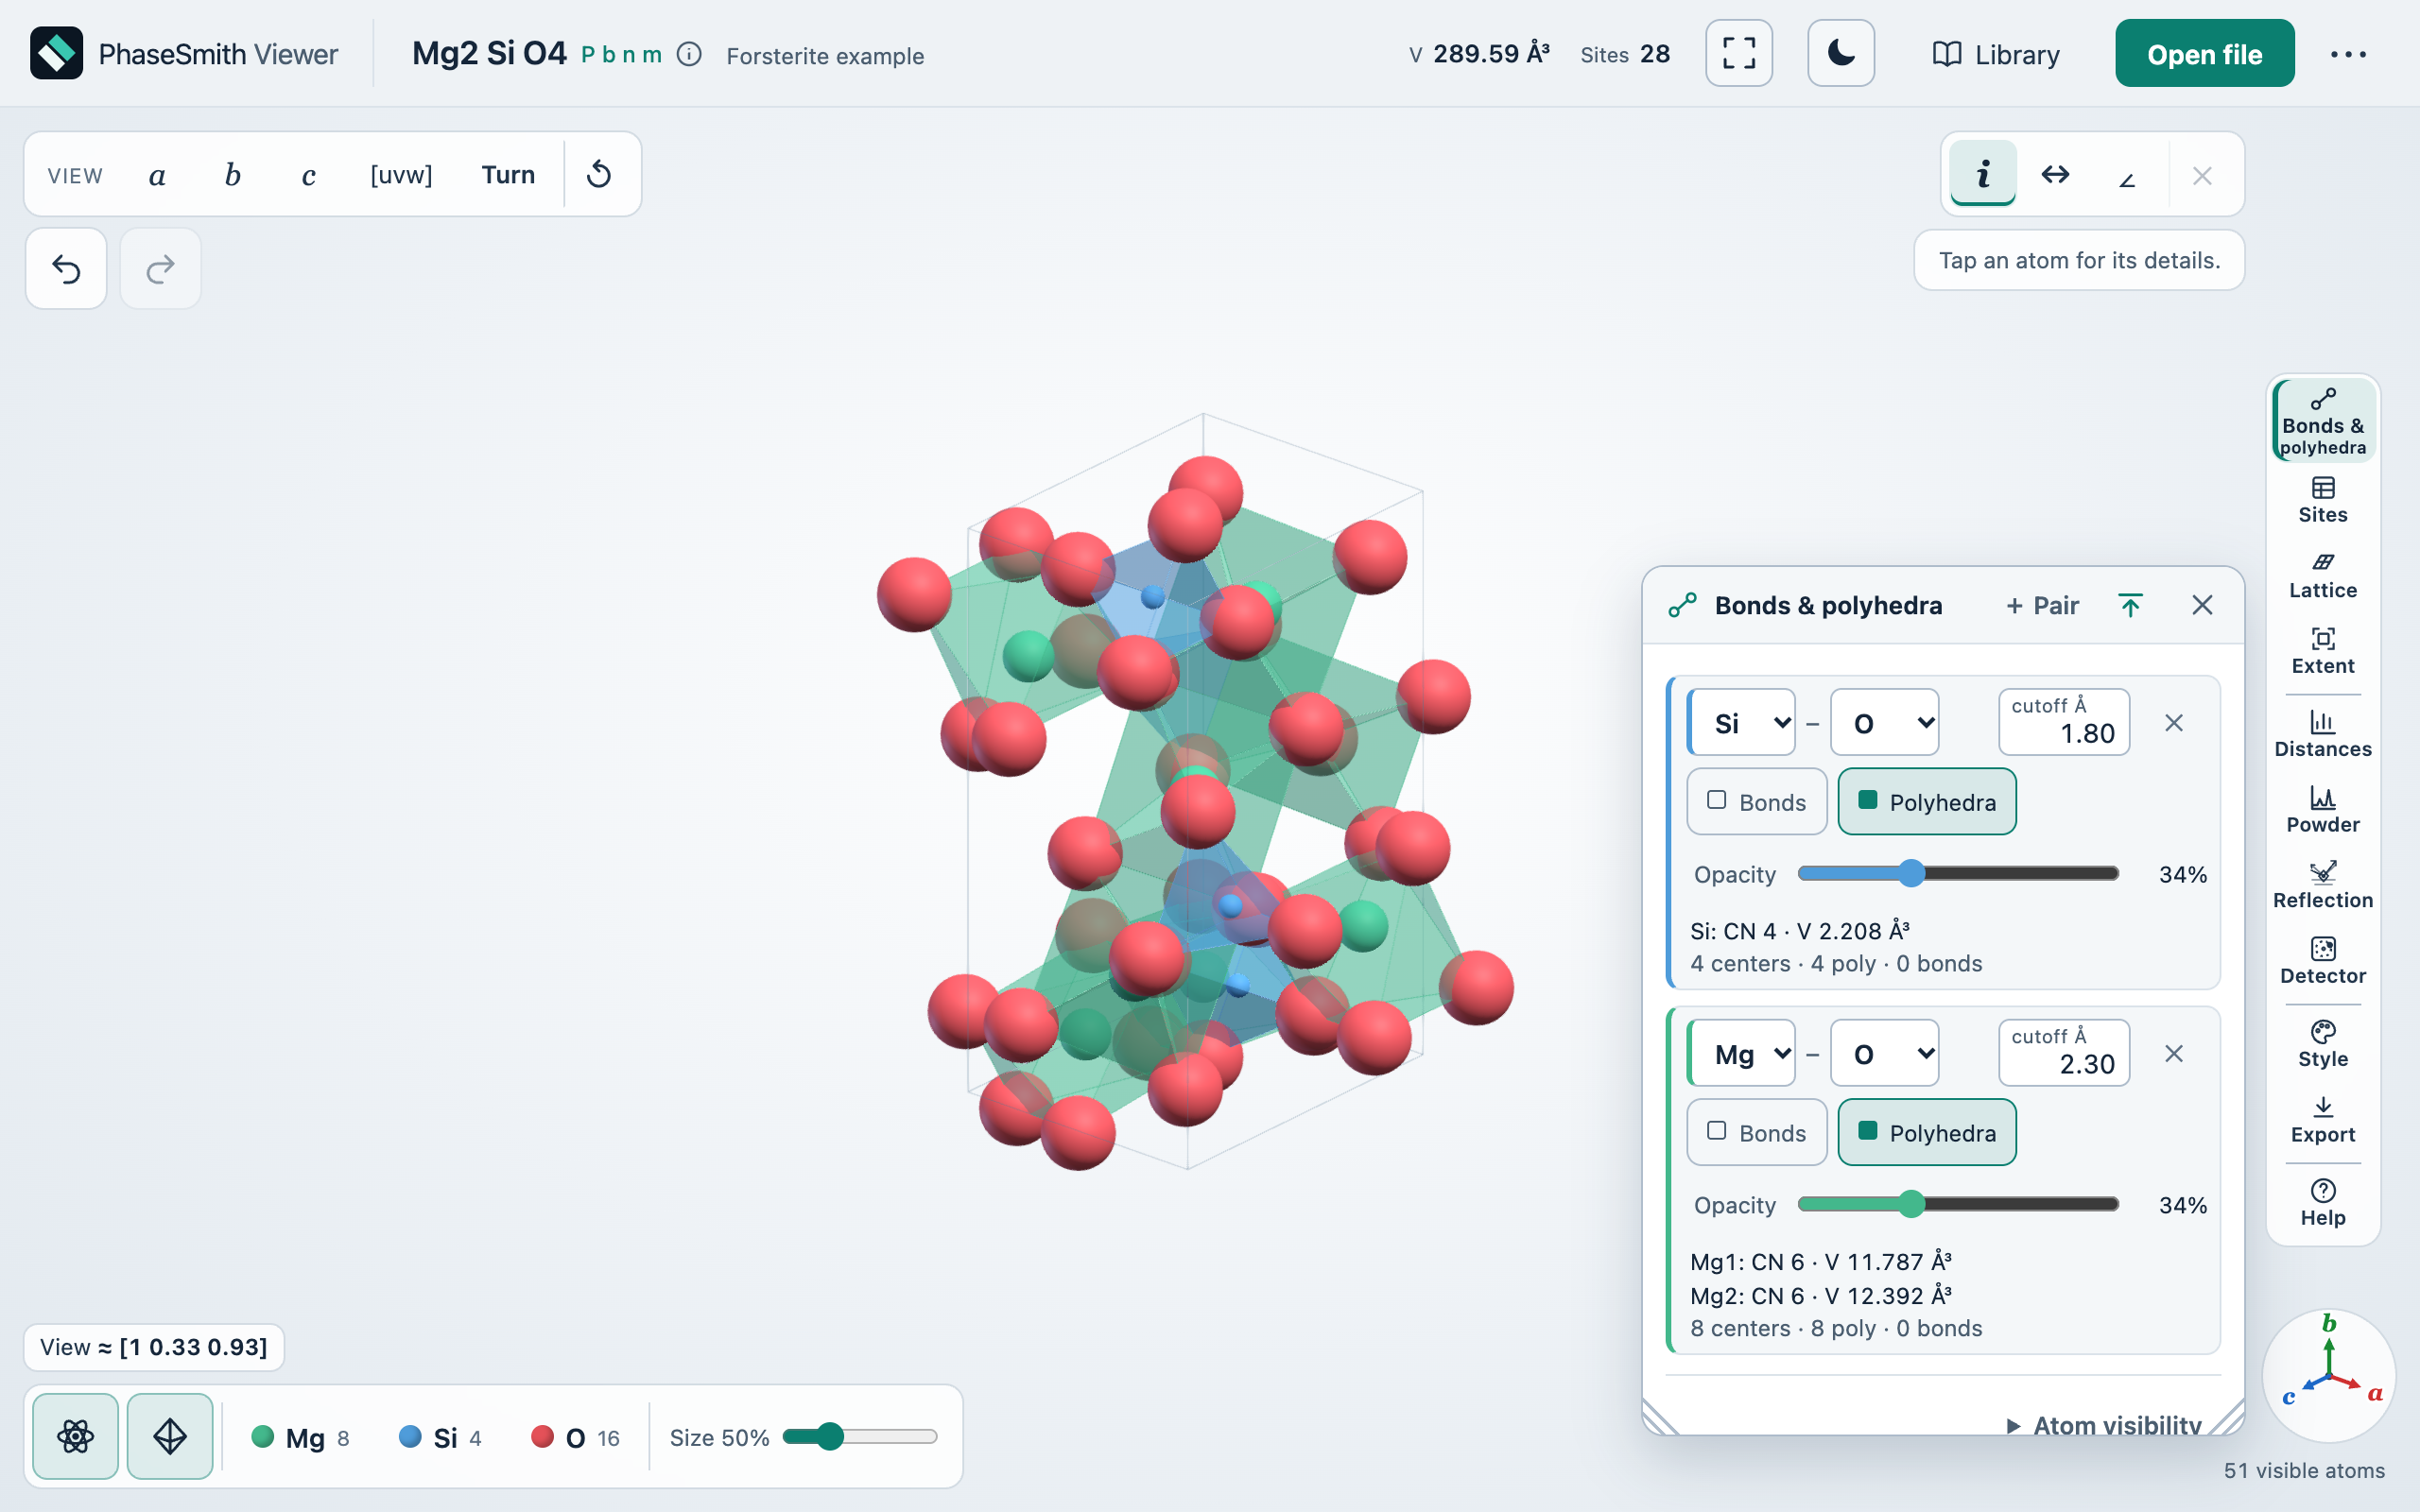 PhaseSmith Viewer
Mg2 Si O4 P b n m Forsterite example
V 289.59 Å³ Sites 28
Library
Open file
VIEW a b c [uvw] Turn
i
Tap an atom for its details.
Bonds & polyhedra
Sites
Lattice
Extent
Distances
Powder
Reflection
Detector
Style
Export
Help
Bonds & polyhedra + Pair
Si – O cutoff Å 1.80
Bonds Polyhedra
Opacity 34%
Si: CN 4 · V 2.208 Å³
4 centers · 4 poly · 0 bonds
Mg – O cutoff Å 2.30
Bonds Polyhedra
Opacity 34%
Mg1: CN 6 · V 11.787 Å³
Mg2: CN 6 · V 12.392 Å³
8 centers · 8 poly · 0 bonds
Atom visibility
View ≈ [1 0.33 0.93]
Mg 8 Si 4 O 16 Size 50%
b
c a
51 visible atoms